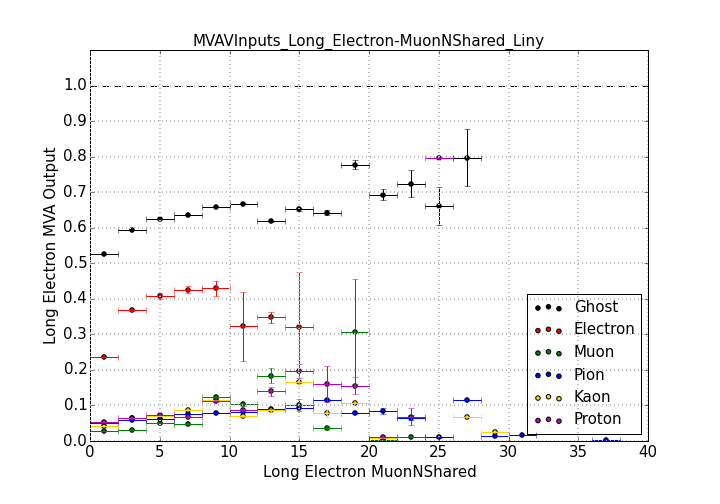 MVAVInputs_Long_Electron-MuonNShared_Liny
Long Electron MVA Output
1.0
0.9
0.8
0.7
0.6
0.5
0.4
0.3
0.2
0.1
0.0
Ghost
Electron
Muon
Pion
Kaon
Proton
0 5 10 15 20 25 30 35 40
Long Electron MuonNShared